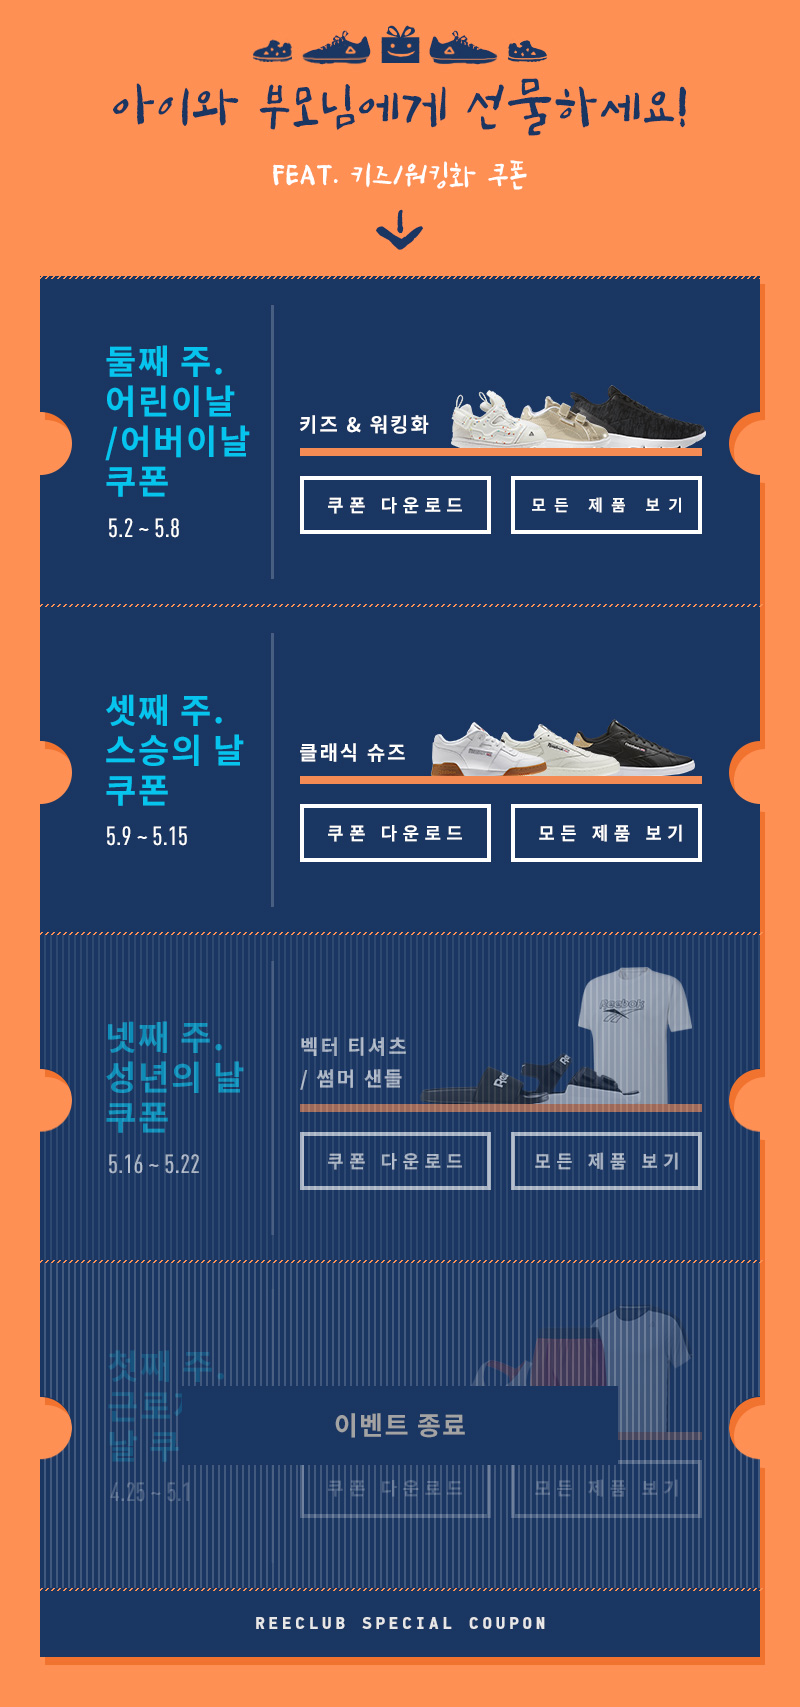 아이와 부모님에게 선물하세요!
FEAT. 키즈/워킹화 쿠폰
둘째 주.
어린이날
/어버이날
쿠폰
5.2 ~ 5.8
키즈 & 워킹화
쿠폰 다운로드
모든 제품 보기
셋째 주.
스승의 날
쿠폰
5.9 ~ 5.15
클래식 슈즈
쿠폰 다운로드
모든 제품 보기
넷째 주.
성년의 날
쿠폰
5.16 ~ 5.22
벡터 티셔츠
/ 썸머 샌들
Reebok
쿠폰 다운로드
모든 제품 보기
첫째 주.
근로
날 쿠
4.25 ~ 5.1
이벤트 종료
쿠폰 다운로드
모든 제품 보기
REECLUB SPECIAL COUPON